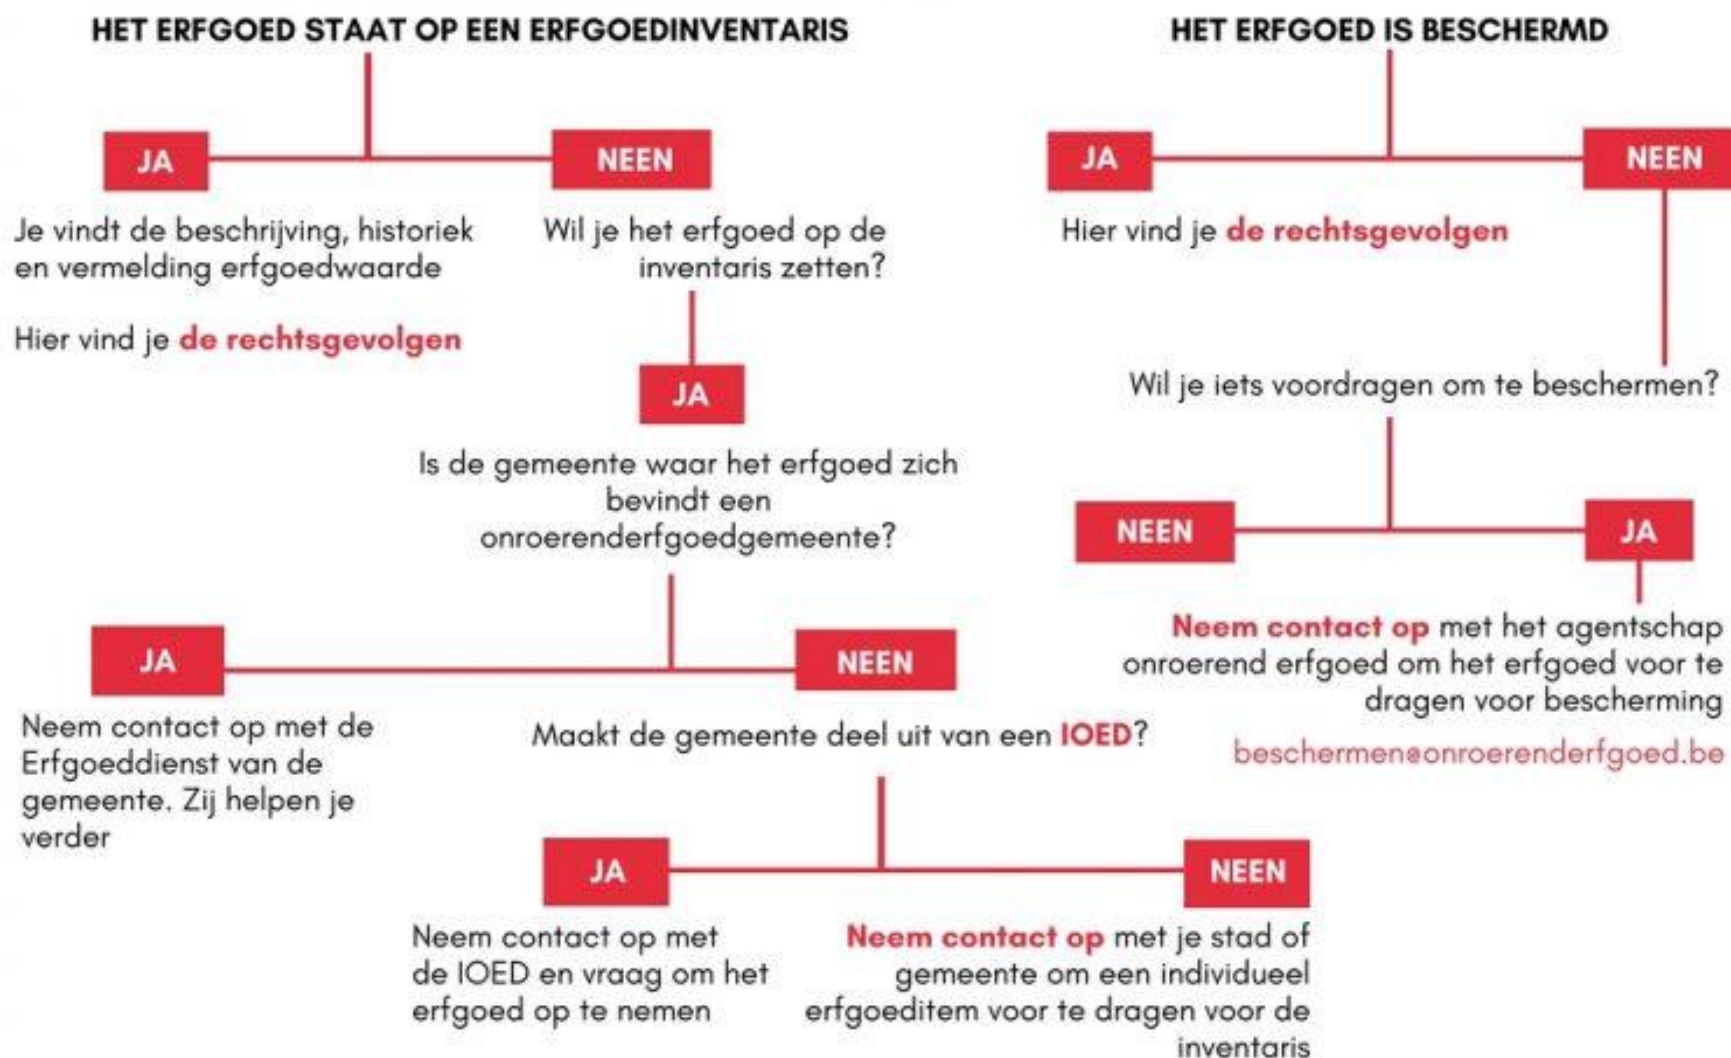 HET ERFGOED STAAT OP EEN ERFGOEDINVENTARIS
JA
NEEN
Je vindt de beschrijving, historiek
en vermelding erfgoedwaarde
Hier vind je de rechtsgevolgen
Wil je het erfgoed op de
inventaris zetten?
JA
Is de gemeente waar het erfgoed zich
bevindt een
onroerenderfgoedgemeente?
JA
NEEN
Neem contact op met de
Erfgoeddienst van de
gemeente. Zij helpen je
verder
Maakt de gemeente deel uit van een IOED?
JA
NEEN
Neem contact op met
de IOED en vraag om het
erfgoed op te nemen
Neem contact op met je stad of
gemeente om een individueel
erfgoeditem voor te dragen voor de
inventaris
HET ERFGOED IS BESCHERMD
JA
NEEN
Hier vind je de rechtsgevolgen
Wil je iets voordragen om te beschermen?
NEEN
JA
Neem contact op met het agentschap
onroerend erfgoed om het erfgoed voor te
dragen voor bescherming
beschermen@onroerenderfgoed.be